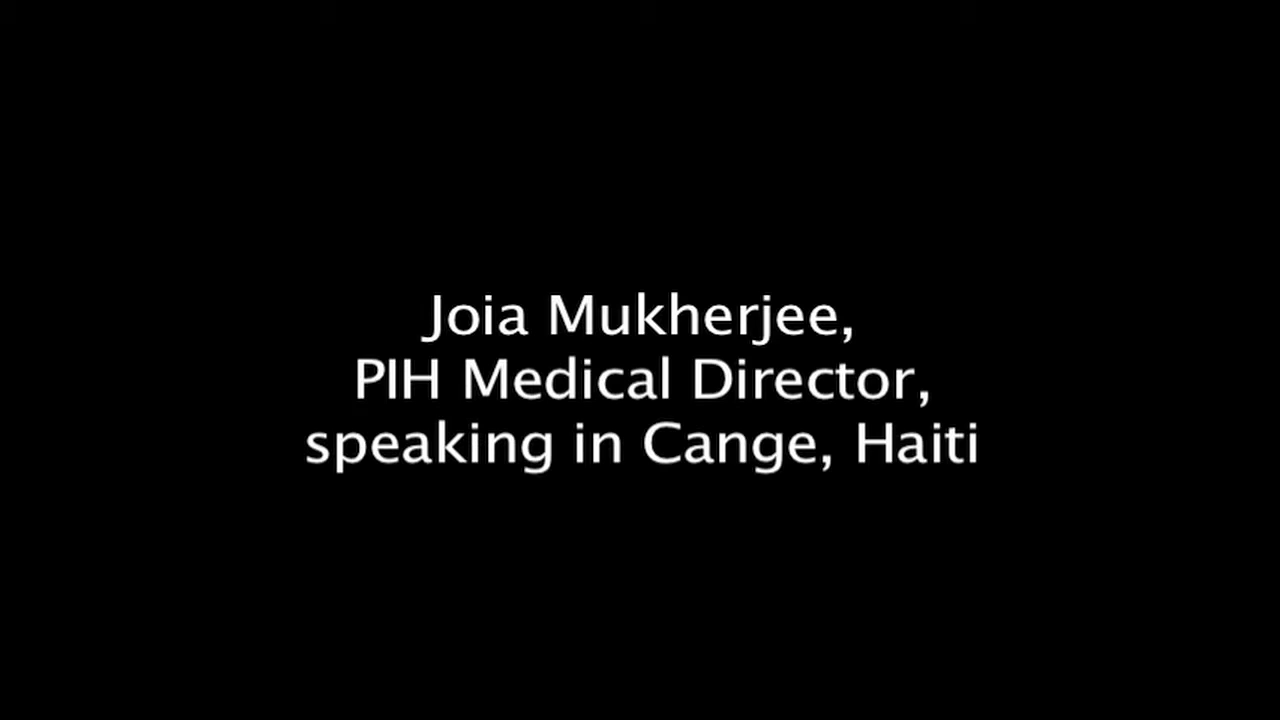 Joia Mukherjee,
PIH Medical Director,
speaking in Cange, Haiti